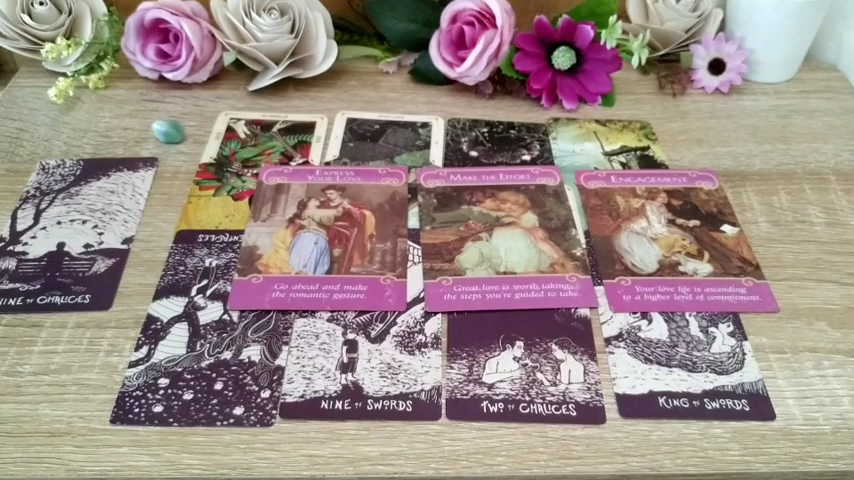 EXPRESS
YOUR LOVE
Go ahead and make
the romantic gesture.
MAKE THE EFFORT
Great love is worth taking
the steps you're guided to take.
ENGAGEMENT
Your love life is ascending
to a higher level of commitment.
NINE OF CHALICES
NINE OF SWORDS
TWO OF CHALICES
KING OF SWORDS